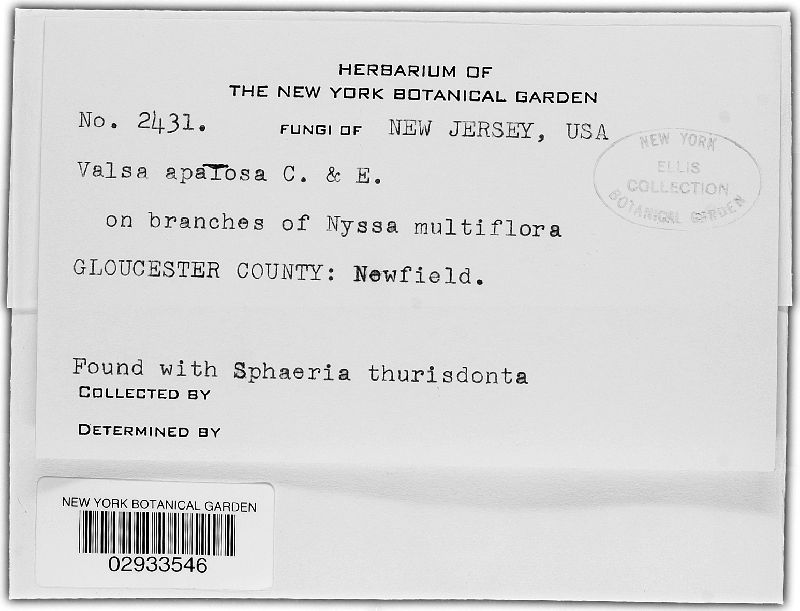 HERBARIUM OF
THE NEW YORK BOTANICAL GARDEN
No. 2431. FUNGI OF NEW JERSEY, USA
NEW YORK
ELLIS
COLLECTION
BOTANICAL GARDEN
Valsa apatosa C. & E.
on branches of Nyssa multiflora
GLOUCESTER COUNTY: Newfield.
Found with Sphaeria thurisdonta
COLLECTED BY
DETERMINED BY
NEW YORK BOTANICAL GARDEN
02933546